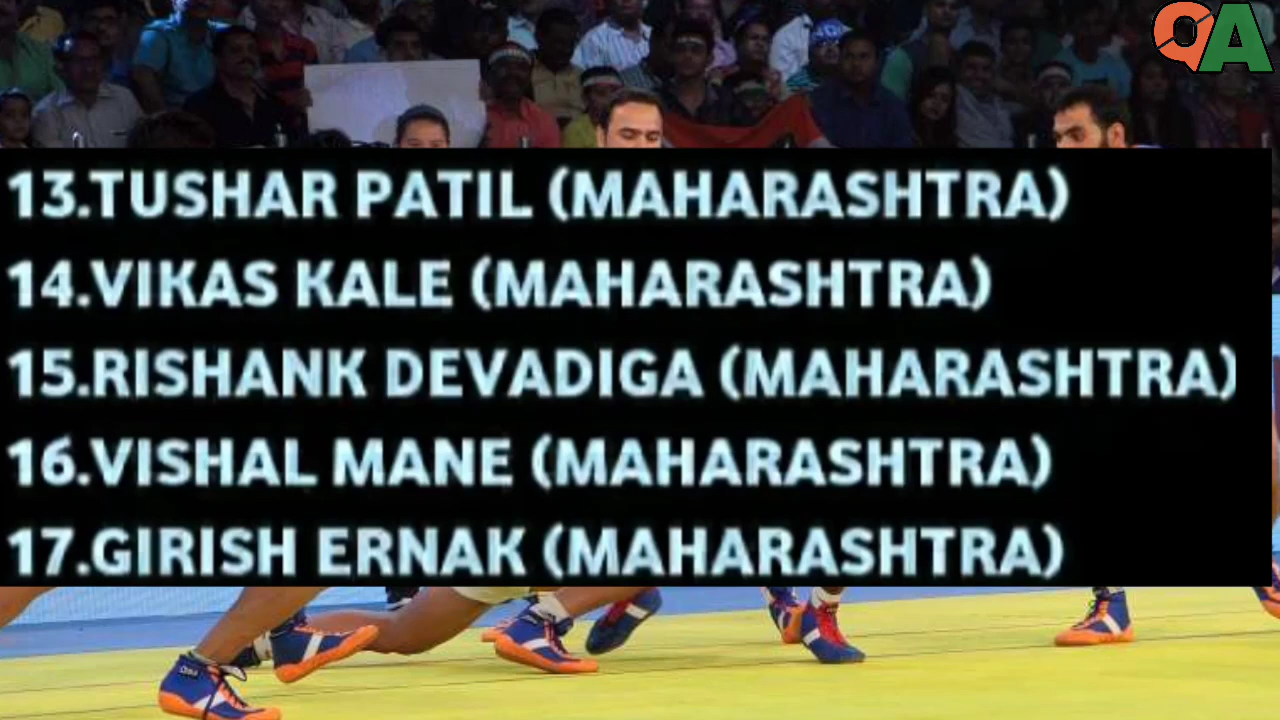 QA
13.TUSHAR PATIL (MAHARASHTRA)
14.VIKAS KALE (MAHARASHTRA)
15.RISHANK DEVADIGA (MAHARASHTRA)
16.VISHAL MANE (MAHARASHTRA)
17.GIRISH ERNAK (MAHARASHTRA)